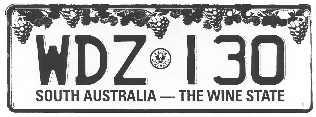 WDZ 130
SOUTH AUSTRALIA — THE WINE STATE